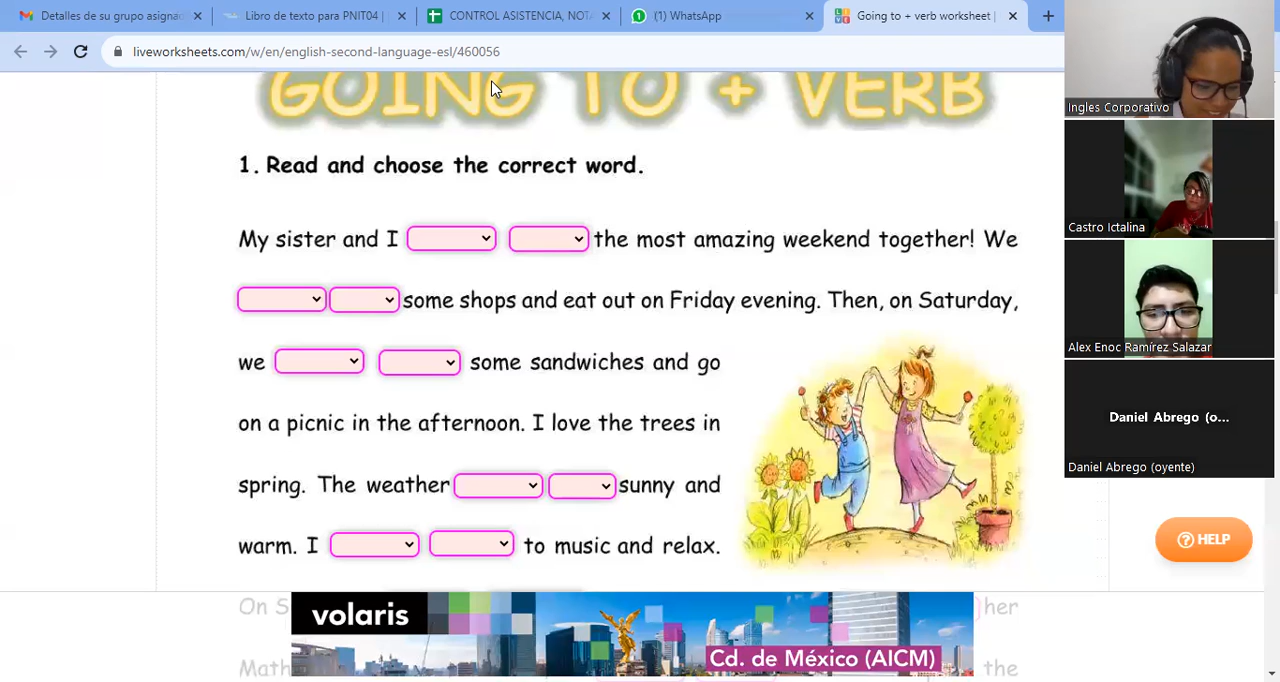 Detalles de su grupo asignad
Libro de texto para PNIT04 |
CONTROL ASISTENCIA, NOTA
(1) WhatsApp
Going to + verb worksheet |
liveworksheets.com/w/en/english-second-language-esl/460056
GOING TO + VERB
1. Read and choose the correct word.
My sister and I the most amazing weekend together! We
some shops and eat out on Friday evening. Then, on Saturday,
we some sandwiches and go
on a picnic in the afternoon. I love the trees in
spring. The weather sunny and
warm. I to music and relax.
On S her
Math the
volaris
Cd. de México (AICM)
HELP
Ingles Corporativo
Castro Ictalina
Alex Enoc Ramírez Salazar
Daniel Abrego (o...
Daniel Abrego (oyente)